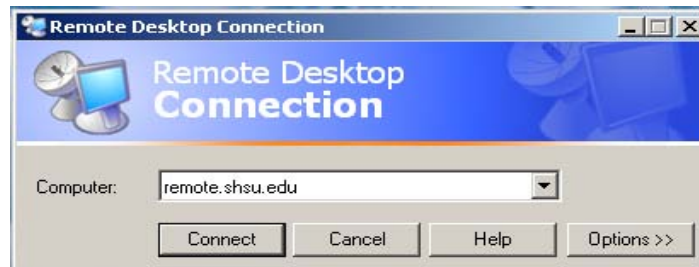 Remote Desktop Connection
Remote Desktop
Connection
Computer: remote.shsu.edu
Connect Cancel Help Options >>